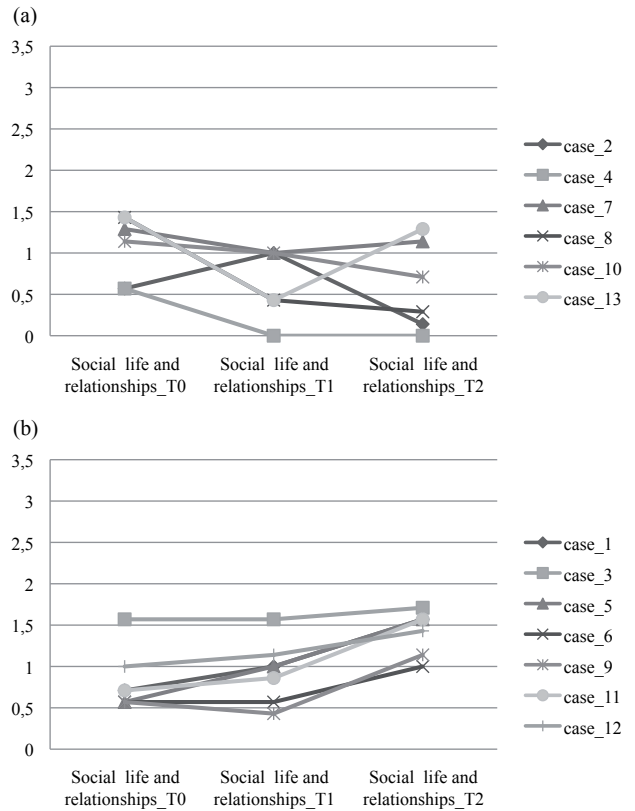 (a)
3,5
3
2,5
2
1,5
1
0,5
0
Social life and
relationships_T0
Social life and
relationships_T1
Social life and
relationships_T2
case_2
case_4
case_7
case_8
case_10
case_13
(b)
3,5
3
2,5
2
1,5
1
0,5
0
Social life and
relationships_T0
Social life and
relationships_T1
Social life and
relationships_T2
case_1
case_3
case_5
case_6
case_9
case_11
case_12